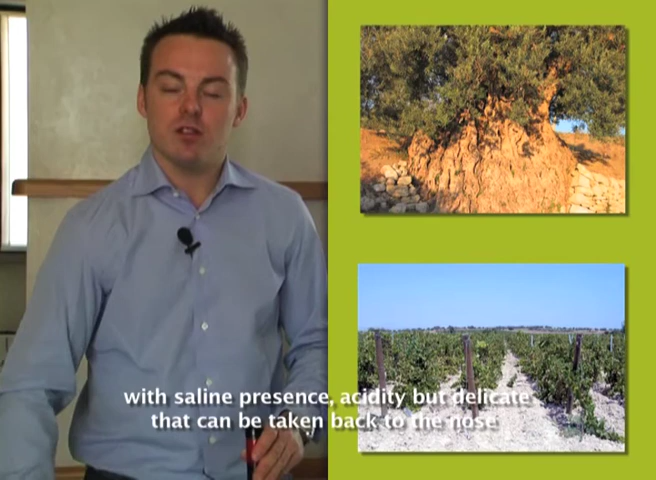 with saline presence, acidity but delicate
that can be taken back to the nose